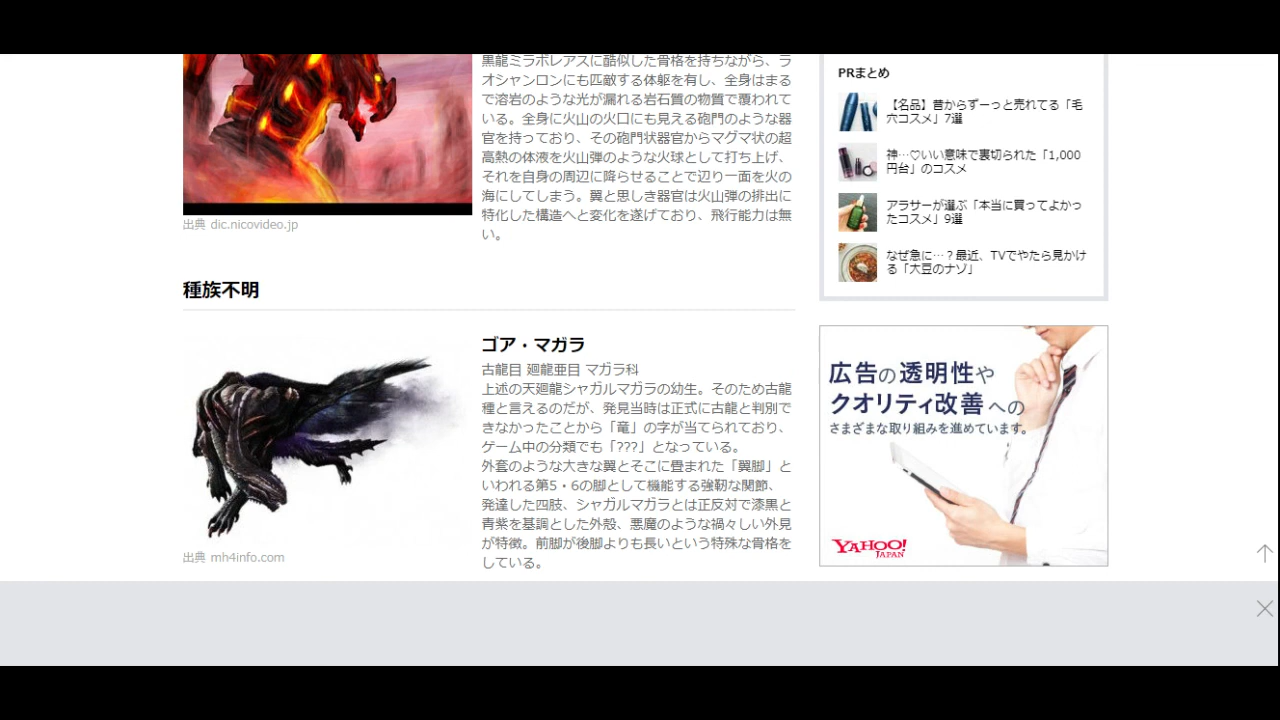 黒龍ミラボレアスに酷似した骨格を持ちながら、ラ
オシャンロンにも匹敵する体躯を有し、全身はまる
で溶岩のような光が漏れる岩石質の物質で覆われて
いる。全身に火山の火口にも見える砲門のような器
官を持っており、その砲門状器官からマグマ状の超
高熱の体液を火山弾のような火球として打ち上げ、
それを自身の周辺に降らせることで辺り一面を火の
海にしてしまう。翼と思しき器官は火山弾の排出に
特化した構造へと変化を遂げており、飛行能力は無
い。
出典 dic.nicovideo.jp
種族不明
ゴア・マガラ
古龍目 廻龍亜目 マガラ科
上述の天廻龍シャガルマガラの幼生。そのため古龍
種と言えるのだが、発見当時は正式に古龍と判別で
きなかったことから「竜」の字が当てられており、
ゲーム中の分類でも「???」となっている。
外套のような大きな翼とそこに畳まれた「翼脚」と
いわれる第5・6の脚として機能する強靭な関節、
発達した四肢、シャガルマガラとは正反対で漆黒と
青紫を基調とした外殻、悪魔のような禍々しい外見
が特徴。前脚が後脚よりも長いという特殊な骨格を
している。
出典 mh4info.com
PRまとめ
【名品】昔からずーっと売れてる「毛
穴コスメ」7選
神…♡いい意味で裏切られた「1,000
円台」のコスメ
アラサーが選ぶ「本当に買ってよかっ
たコスメ」9選
なぜ急に…？最近、TVでやたら見かけ
る「大豆のナゾ」
広告の透明性や
クオリティ改善への
さまざまな取り組みを進めています。
YAHOO!
JAPAN